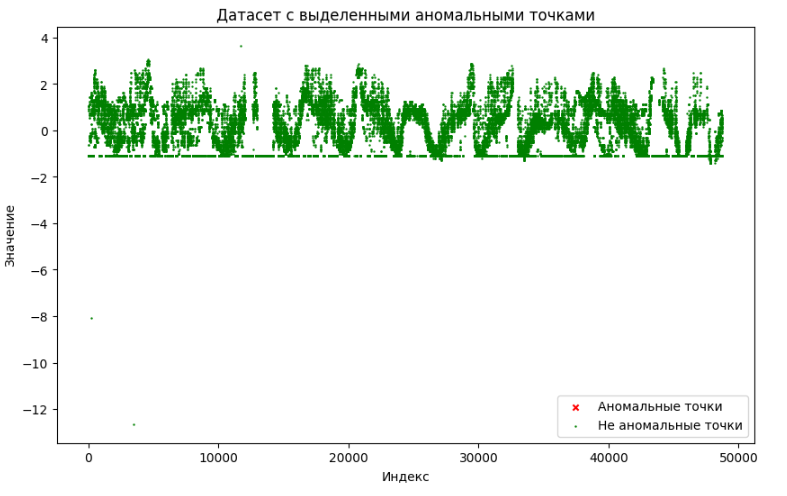 Датасет с выделенными аномальными точками
4
2
0
−2
−4
−6
−8
−10
−12
Значение
0 10000 20000 30000 40000 50000
Индекс
Аномальные точки
Не аномальные точки